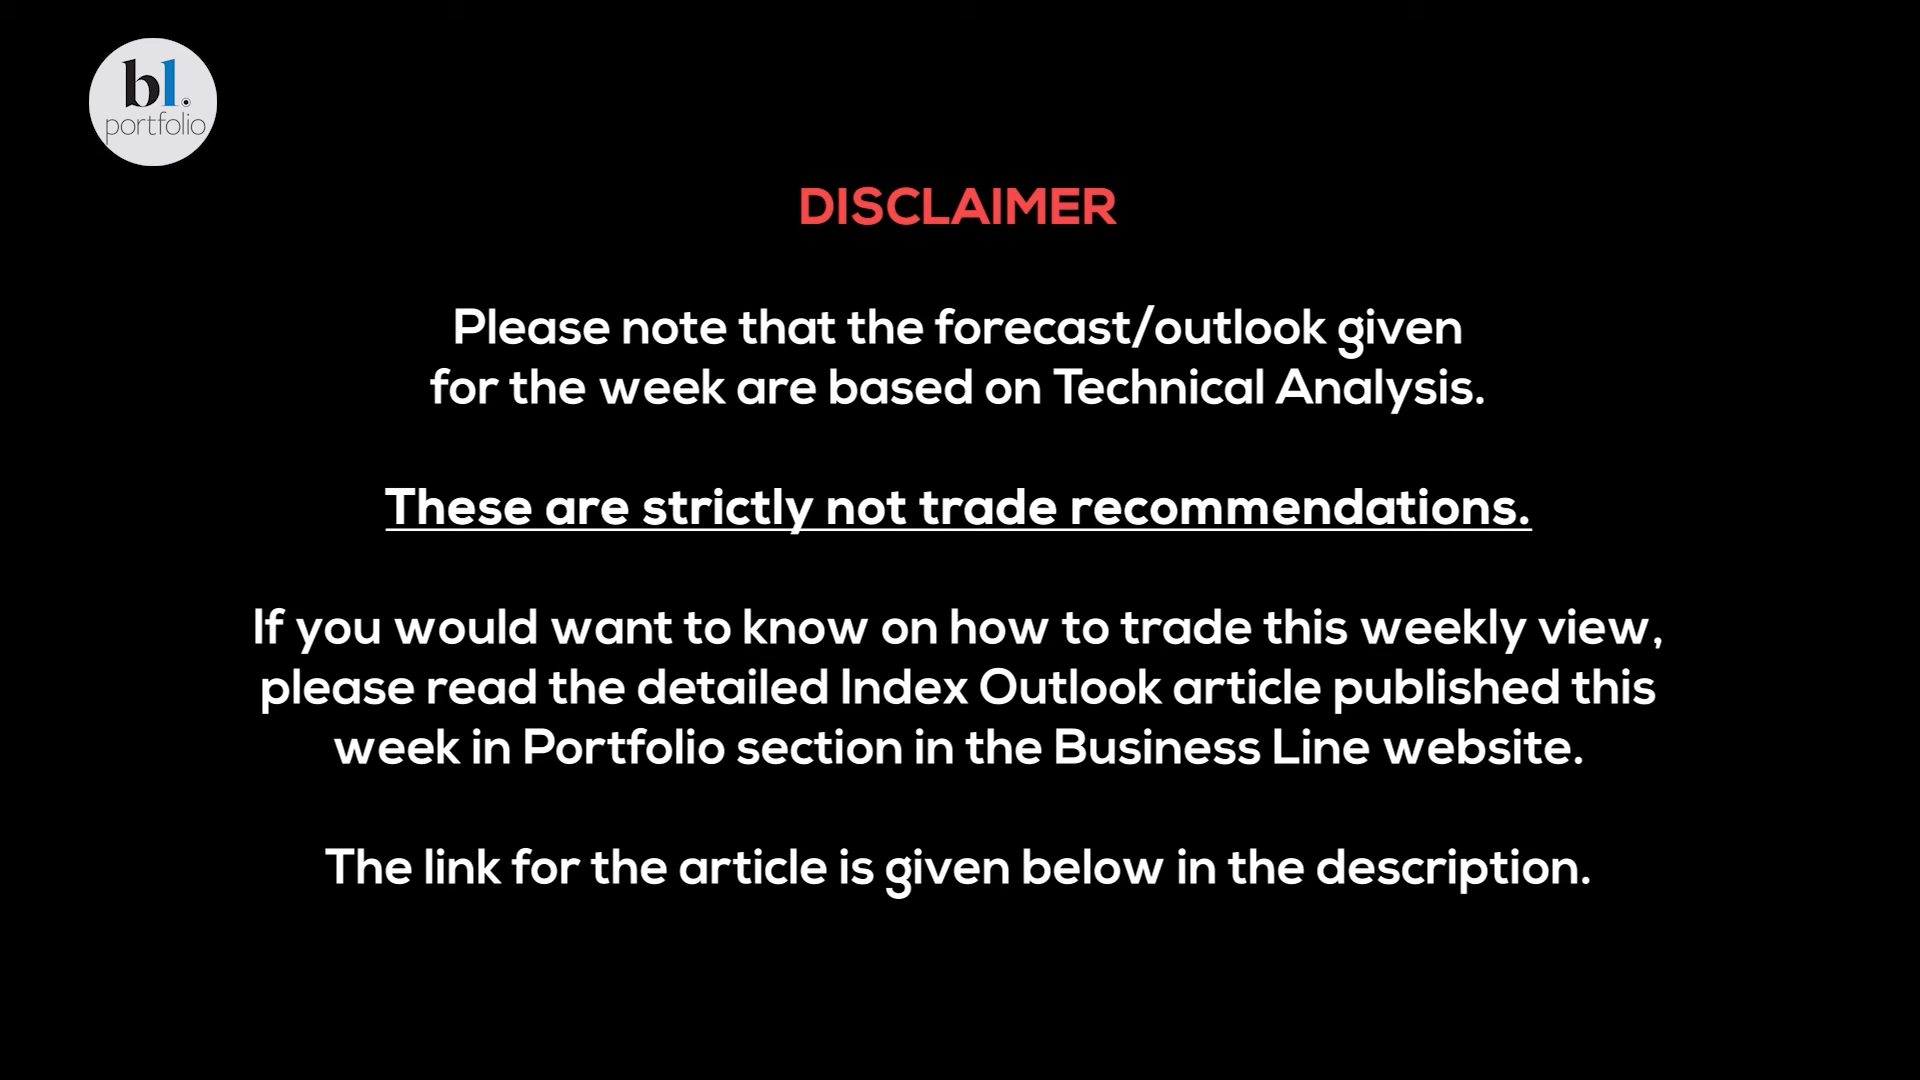 bl.
portfolio
DISCLAIMER
Please note that the forecast/outlook given
for the week are based on Technical Analysis.
These are strictly not trade recommendations.
If you would want to know on how to trade this weekly view,
please read the detailed Index Outlook article published this
week in Portfolio section in the Business Line website.
The link for the article is given below in the description.